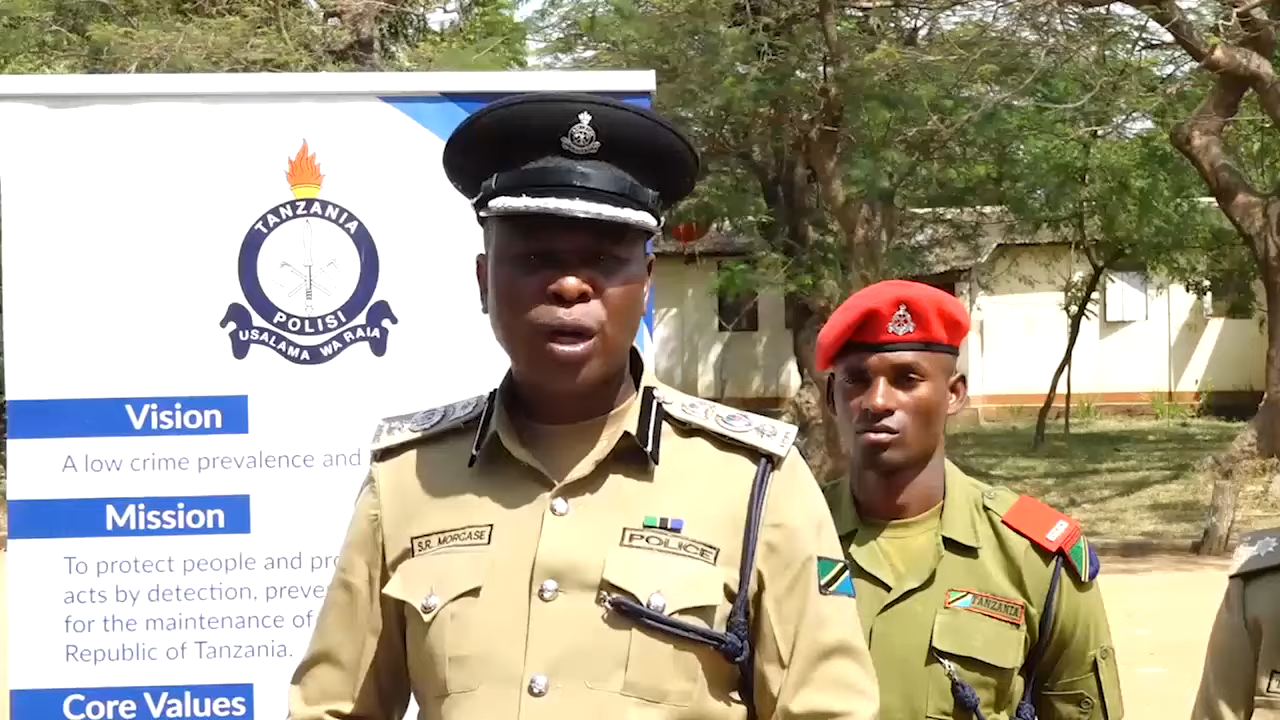 TANZANIA
POLISI
USALAMA WA RAIA
Vision
A low crime prevalence and
Mission
To protect people and pro
acts by detection, preve
for the maintenance of
Republic of Tanzania.
Core Values
S.R. MORCASE
POLICE
TANZANIA